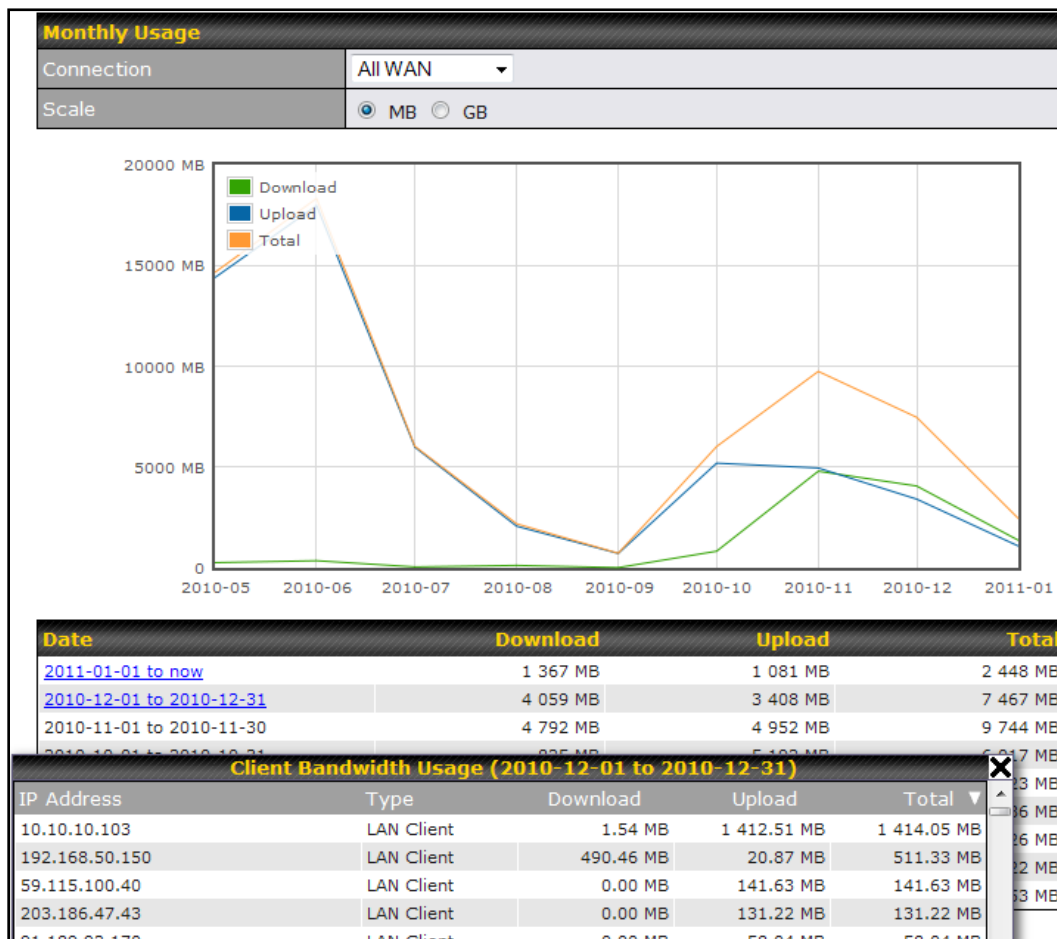 Monthly Usage
Connection All WAN
Scale MB GB
20000 MB
15000 MB
10000 MB
5000 MB
0
Download
Upload
Total
2010-05 2010-06 2010-07 2010-08 2010-09 2010-10 2010-11 2010-12 2011-01
Date Download Upload Total
2011-01-01 to now 1 367 MB 1 081 MB 2 448 MB
2010-12-01 to 2010-12-31 4 059 MB 3 408 MB 7 467 MB
2010-11-01 to 2010-11-30 4 792 MB 4 952 MB 9 744 MB
Client Bandwidth Usage (2010-12-01 to 2010-12-31)
IP Address Type Download Upload Total ▼
10.10.10.103 LAN Client 1.54 MB 1 412.51 MB 1 414.05 MB
192.168.50.150 LAN Client 490.46 MB 20.87 MB 511.33 MB
59.115.100.40 LAN Client 0.00 MB 141.63 MB 141.63 MB
203.186.47.43 LAN Client 0.00 MB 131.22 MB 131.22 MB